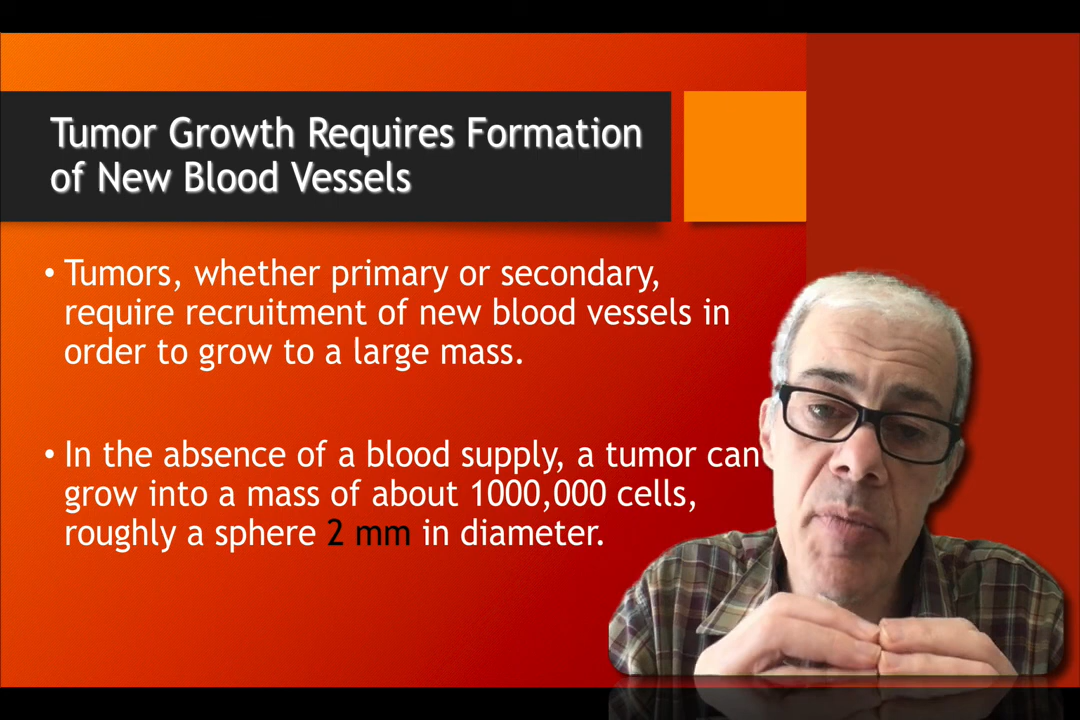 Tumor Growth Requires Formation
of New Blood Vessels
• Tumors, whether primary or secondary,
require recruitment of new blood vessels in
order to grow to a large mass.
• In the absence of a blood supply, a tumor can
grow into a mass of about 1000,000 cells,
roughly a sphere 2 mm in diameter.